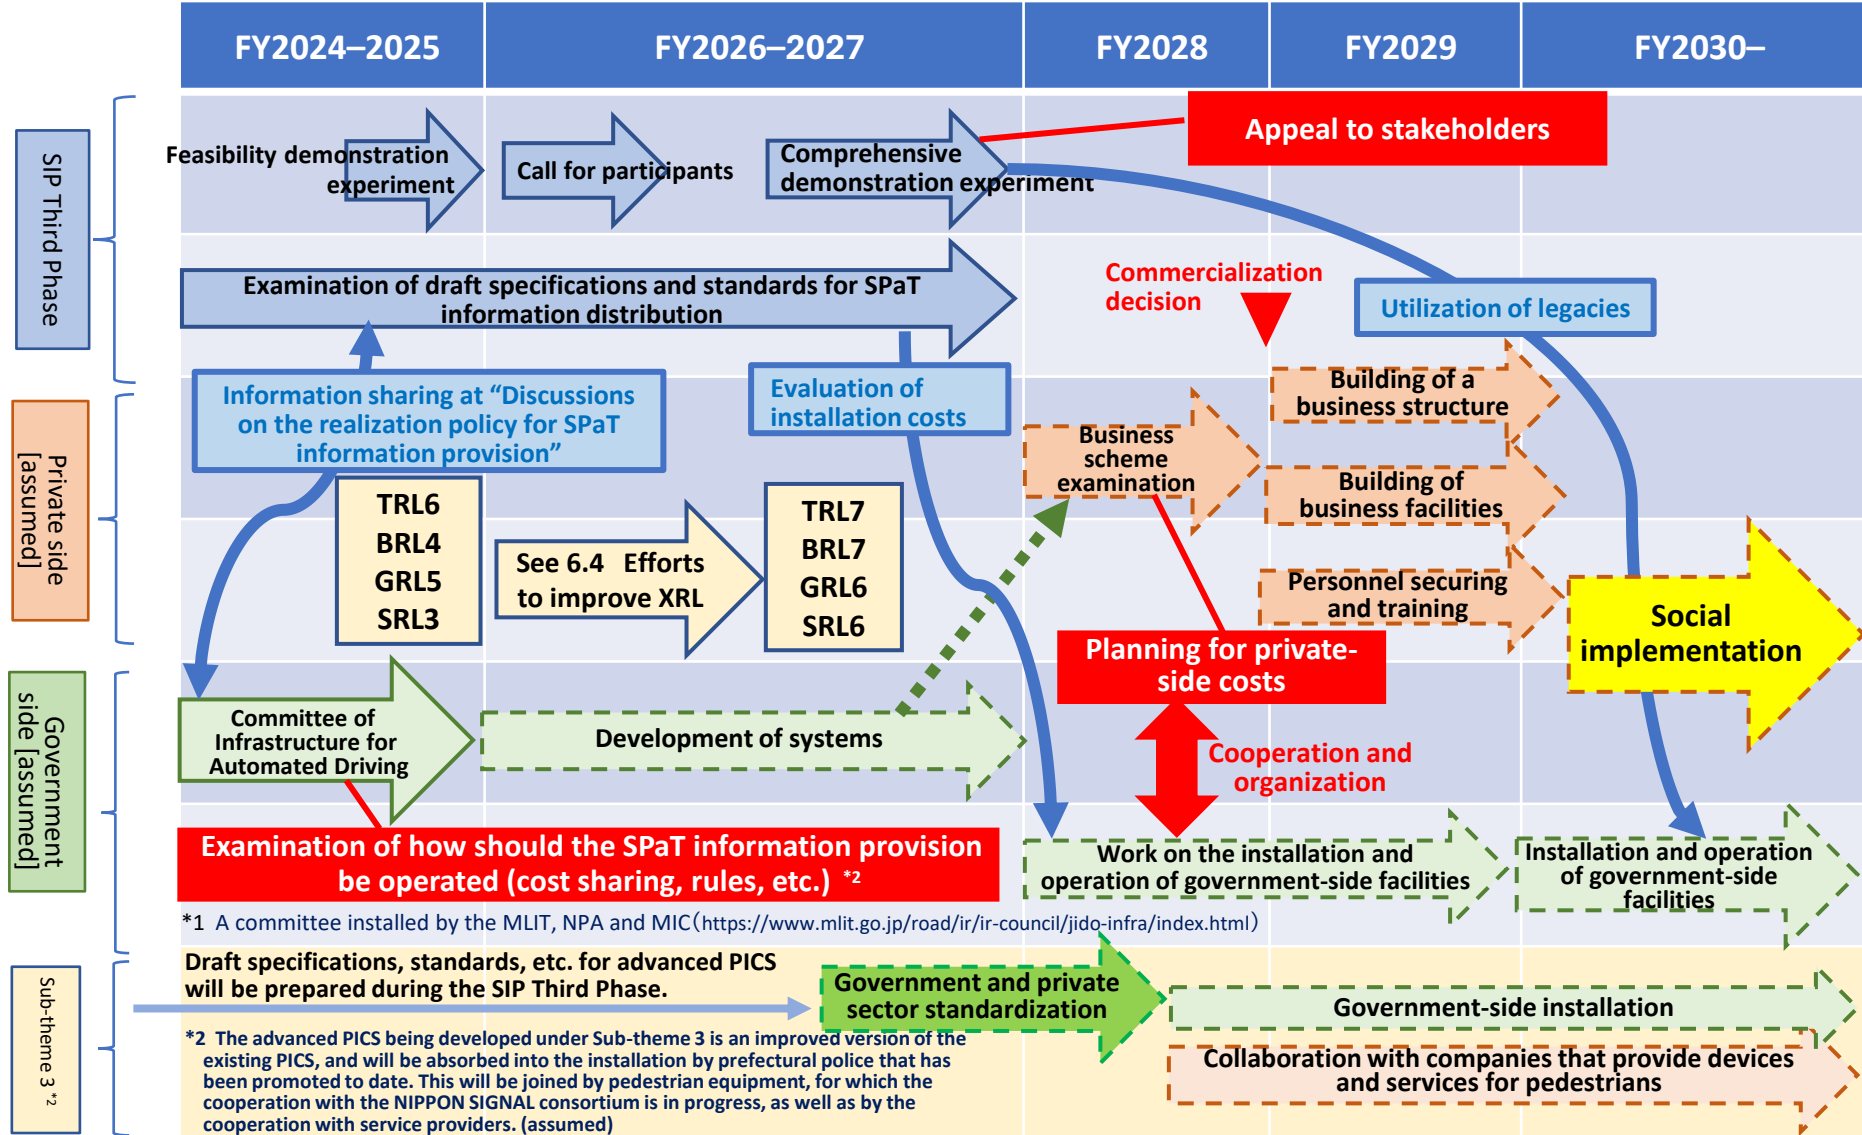 FY2024–2025
FY2026–2027
FY2028
FY2029
FY2030–
SIP Third Phase
Feasibility demonstration
experiment
Call for participants
Comprehensive
demonstration experiment
Appeal to stakeholders
Examination of draft specifications and standards for SPaT
information distribution
Commercialization
decision
Utilization of legacies
Private side
[assumed]
Information sharing at “Discussions
on the realization policy for SPaT
information provision”
Evaluation of
installation costs
Business
scheme
examination
Building of a
business structure
Building of
business facilities
Personnel securing
and training
TRL6
BRL4
GRL5
SRL3
See 6.4 Efforts
to improve XRL
TRL7
BRL7
GRL6
SRL6
Social
implementation
Planning for private-
side costs
Government
side [assumed]
Committee of
Infrastructure for
Automated Driving
Development of systems
Cooperation and
organization
Examination of how should the SPaT information provision
be operated (cost sharing, rules, etc.) *2
Work on the installation and
operation of government-side facilities
Installation and operation
of government-side
facilities
*1 A committee installed by the MLIT, NPA and MIC（https://www.mlit.go.jp/road/ir/ir-council/jido-infra/index.html）
Sub-theme 3 *2
Draft specifications, standards, etc. for advanced PICS
will be prepared during the SIP Third Phase.
Government and private
sector standardization
Government-side installation
*2 The advanced PICS being developed under Sub-theme 3 is an improved version of the
existing PICS, and will be absorbed into the installation by prefectural police that has
been promoted to date. This will be joined by pedestrian equipment, for which the
cooperation with the NIPPON SIGNAL consortium is in progress, as well as by the
cooperation with service providers. (assumed)
Collaboration with companies that provide devices
and services for pedestrians